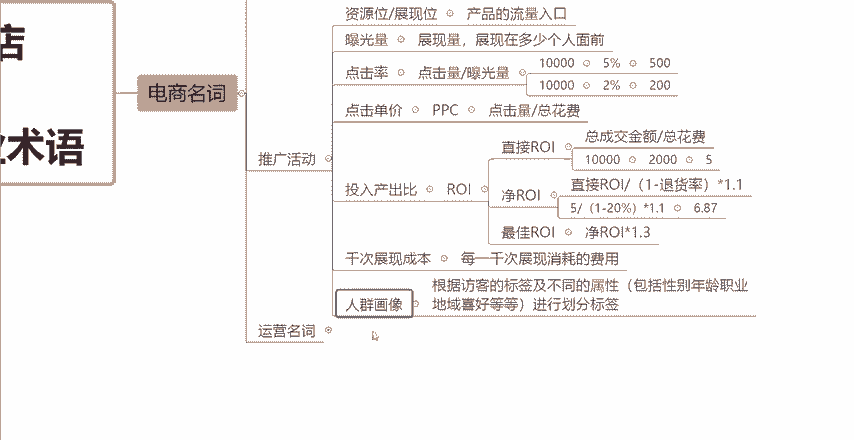 店
术语
电商名词
推广活动
资源位/展现位 产品的流量入口
曝光量 展现量，展现在多少个人面前
点击率 点击量/曝光量
10000 5% 500
10000 2% 200
点击单价 PPC 点击量/总花费
投入产出比 ROI
直接ROI
总成交金额/总花费
10000 2000 5
净ROI
直接ROI/（1-退货率）*1.1
5/（1-20%）*1.1 6.87
最佳ROI 净ROI*1.3
千次展现成本 每一千次展现消耗的费用
人群画像
根据访客的标签及不同的属性（包括性别年龄职业
地域喜好等等）进行划分标签
运营名词